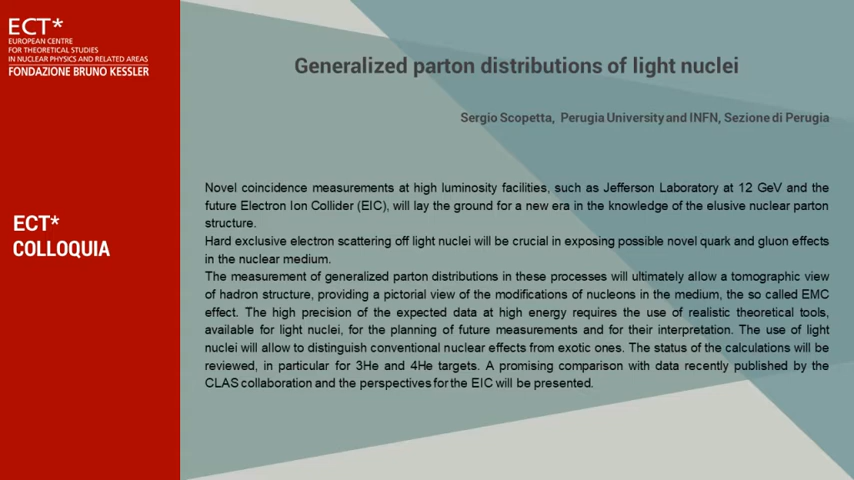 ECT*
EUROPEAN CENTRE
FOR THEORETICAL STUDIES
IN NUCLEAR PHYSICS AND RELATED AREAS
FONDAZIONE BRUNO KESSLER
ECT*
COLLOQUIA
Generalized parton distributions of light nuclei
Sergio Scopetta, Perugia University and INFN, Sezione di Perugia
Novel coincidence measurements at high luminosity facilities, such as Jefferson Laboratory at 12 GeV and the
future Electron Ion Collider (EIC), will lay the ground for a new era in the knowledge of the elusive nuclear parton
structure.
Hard exclusive electron scattering off light nuclei will be crucial in exposing possible novel quark and gluon effects
in the nuclear medium.
The measurement of generalized parton distributions in these processes will ultimately allow a tomographic view
of hadron structure, providing a pictorial view of the modifications of nucleons in the medium, the so called EMC
effect. The high precision of the expected data at high energy requires the use of realistic theoretical tools,
available for light nuclei, for the planning of future measurements and for their interpretation. The use of light
nuclei will allow to distinguish conventional nuclear effects from exotic ones. The status of the calculations will be
reviewed, in particular for 3He and 4He targets. A promising comparison with data recently published by the
CLAS collaboration and the perspectives for the EIC will be presented.